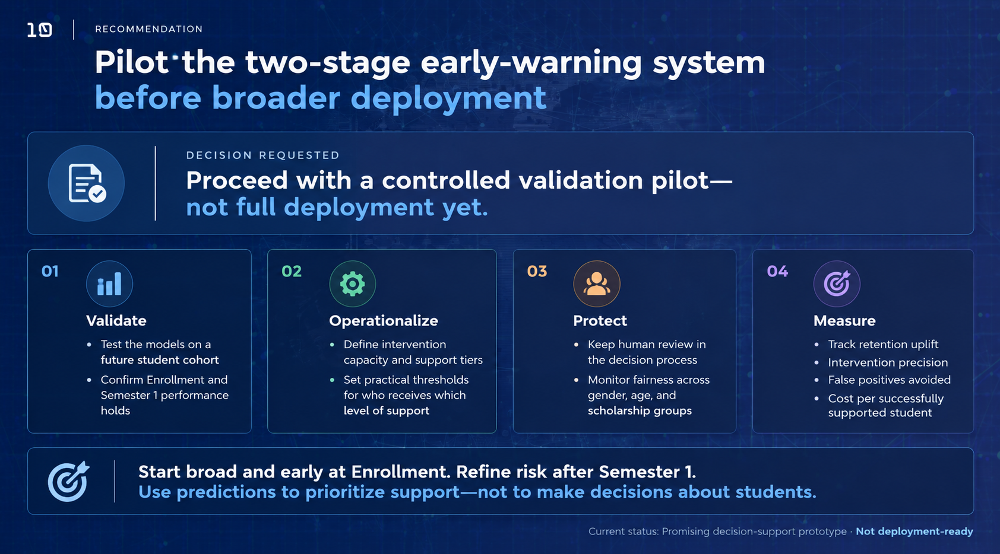 10
RECOMMENDATION
Pilot the two-stage early-warning system
before broader deployment
DECISION REQUESTED
Proceed with a controlled validation pilot—
not full deployment yet.
01
Validate
• Test the models on a
future student cohort
• Confirm Enrollment and
Semester 1 performance
holds
02
Operationalize
• Define intervention
capacity and support tiers
• Set practical thresholds
for who receives which
level of support
03
Protect
• Keep human review in
the decision process
• Monitor fairness across
gender, age, and
scholarship groups
04
Measure
• Track retention uplift
• Intervention precision
• False positives avoided
• Cost per successfully
supported student
Start broad and early at Enrollment. Refine risk after Semester 1.
Use predictions to prioritize support—not to make decisions about students.
Current status: Promising decision-support prototype · Not deployment-ready